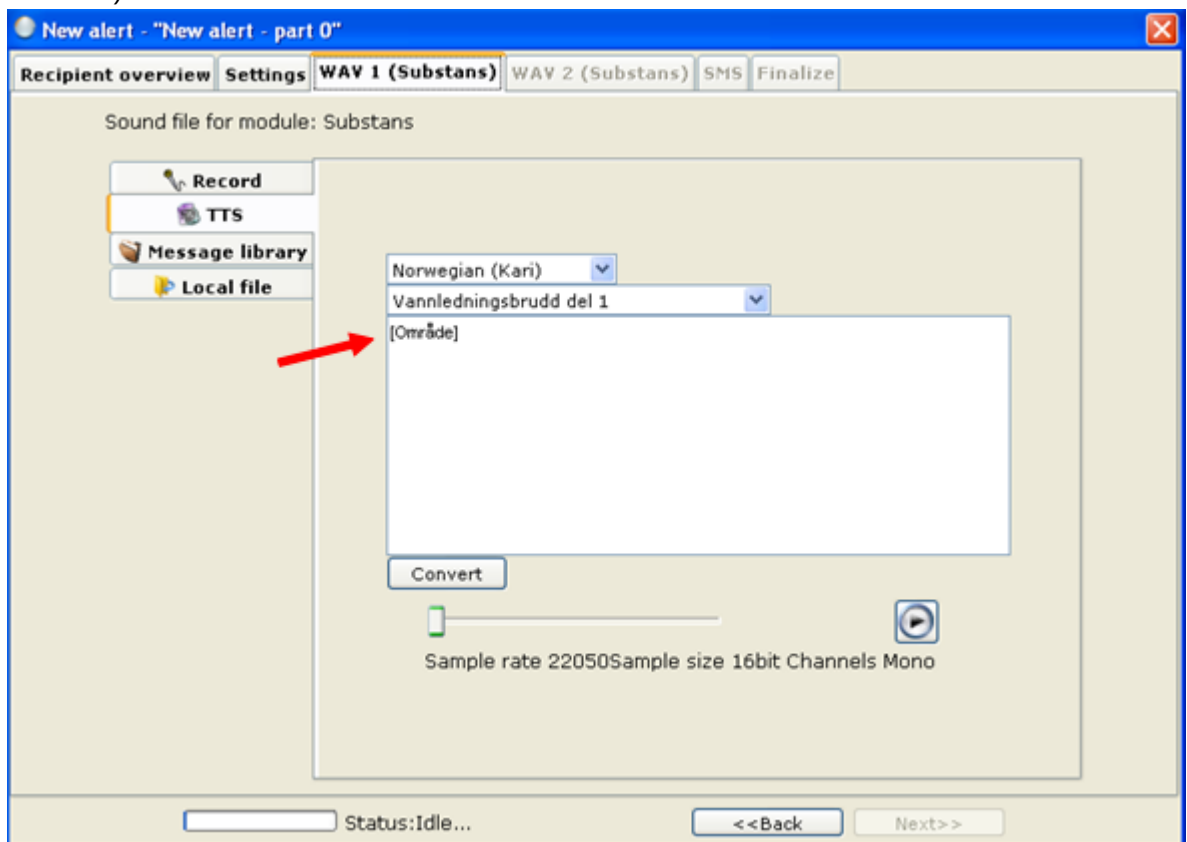 New alert - "New alert - part 0"
Recipient overview Settings WAV 1 (Substans) WAV 2 (Substans) SMS Finalize
Sound file for module: Substans
Record
TTS
Message library
Local file
Norwegian (Kari)
Vannledningsbrudd del 1
[Område]
Convert
Sample rate 22050Sample size 16bit Channels Mono
Status:Idle... <<Back Next>>